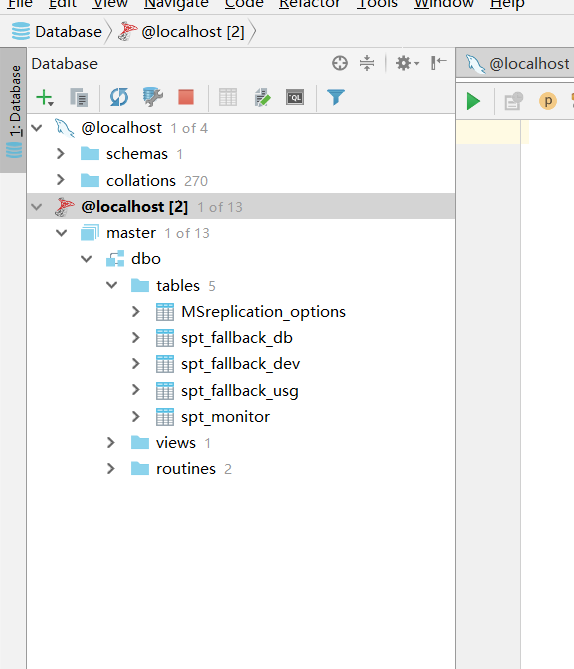 File Edit View Navigate Code Refactor Tools Window Help
Database @localhost [2]
1: Database
Database
@localhost
@localhost 1 of 4
schemas 1
collations 270
@localhost [2] 1 of 13
master 1 of 13
dbo
tables 5
MSreplication_options
spt_fallback_db
spt_fallback_dev
spt_fallback_usg
spt_monitor
views 1
routines 2
QL
p